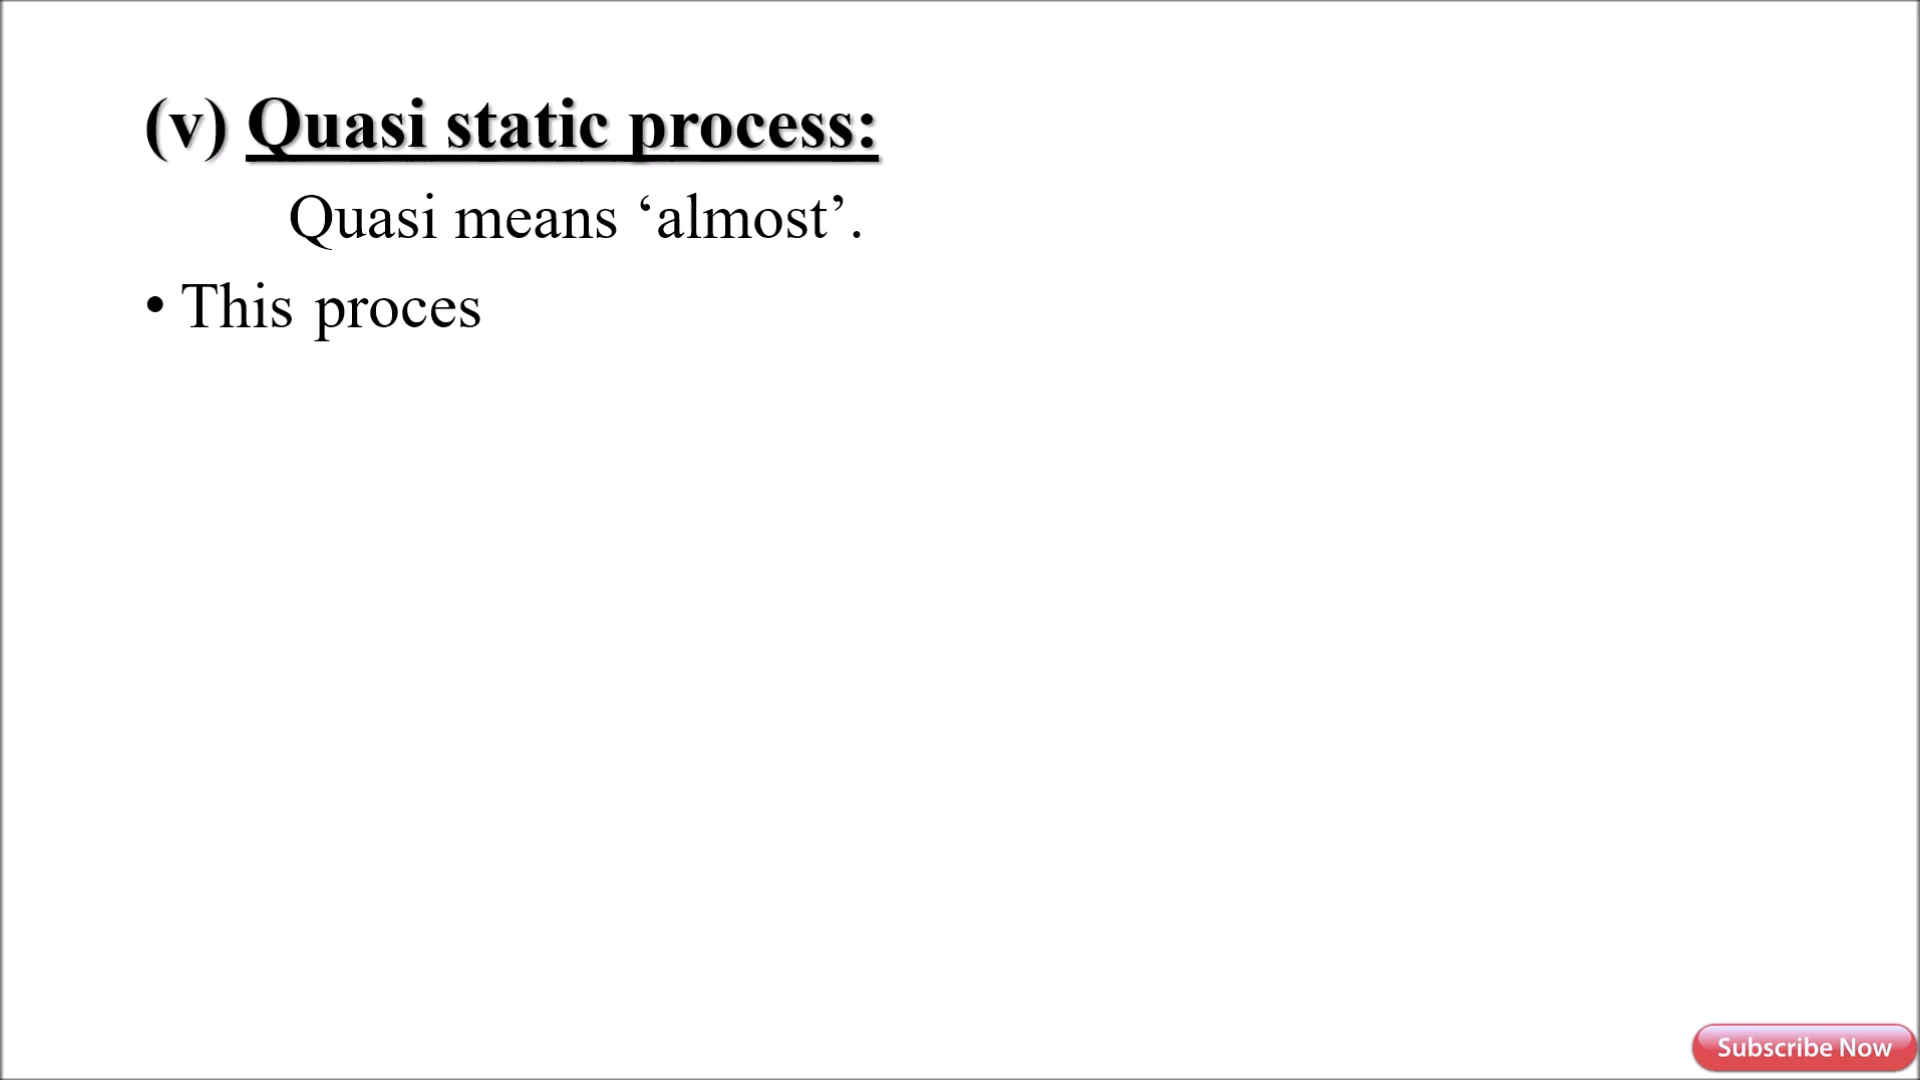 (v) Quasi static process:
Quasi means ‘almost’.
• This proces
Subscribe Now